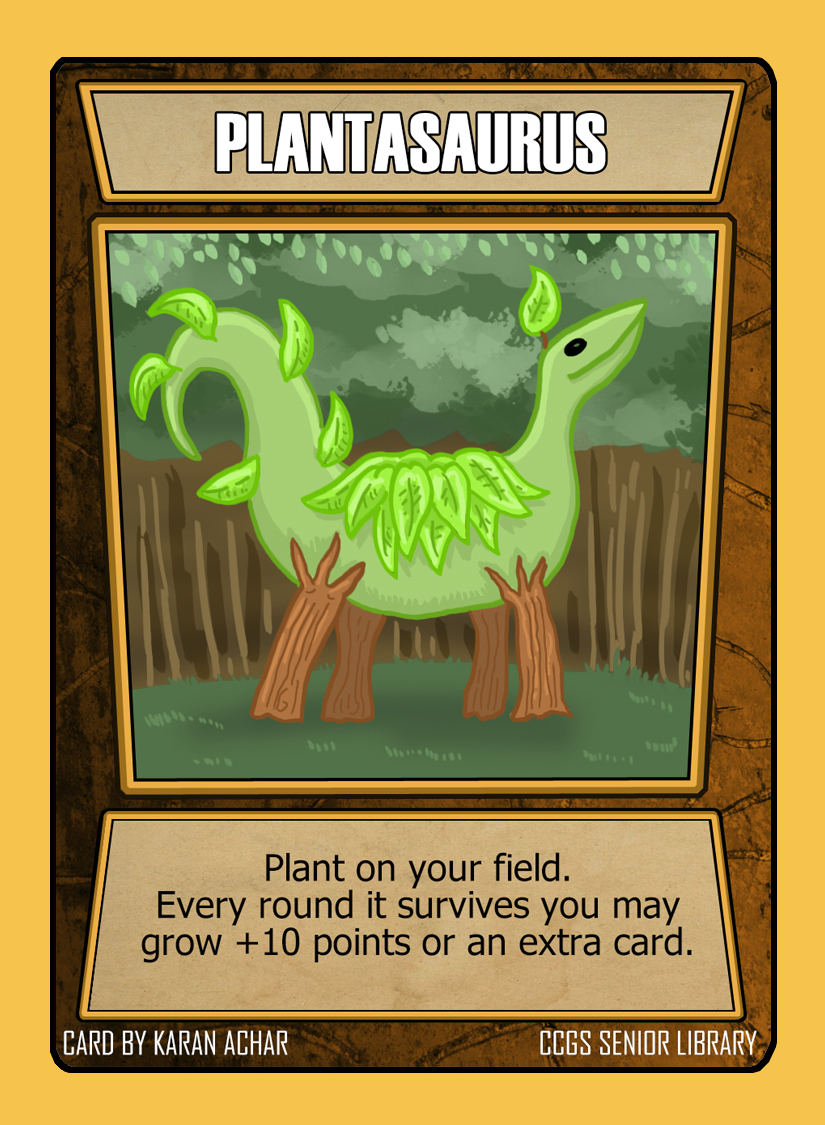 PLANTASAURUS
Plant on your field.
Every round it survives you may
grow +10 points or an extra card.
CARD BY KARAN ACHAR
CCGS SENIOR LIBRARY